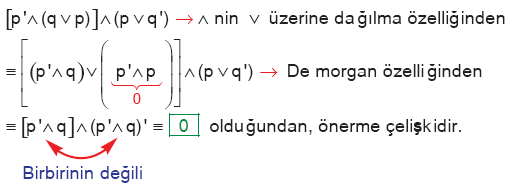 [p'∧(q∨p)]∧(p∨q') → ∧ nin ∨ üzerine dağılma özelliğinden
≡[(p'∧q)∨(p'∧p)]∧(p∨q') → De morgan özelliğinden
0
≡[p'∧q]∧(p'∧q)' ≡ 0 olduğundan, önerme çelişkidir.
Birbirinin değili